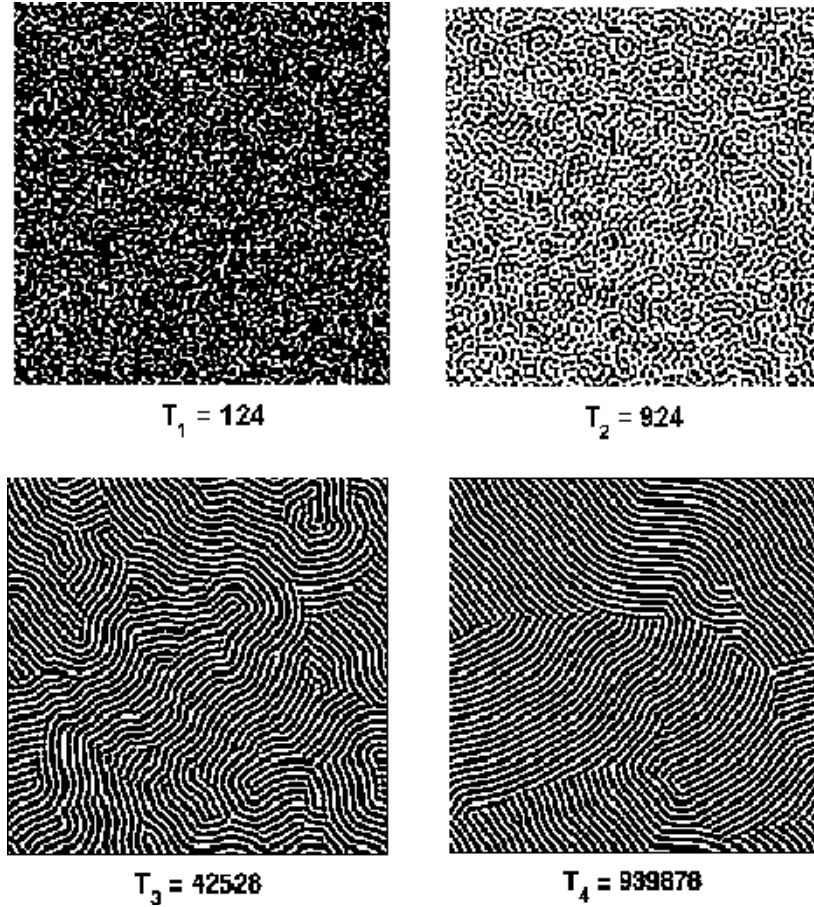 T₁ = 124
T₂ = 924
T₃ = 42528
T₄ = 939878